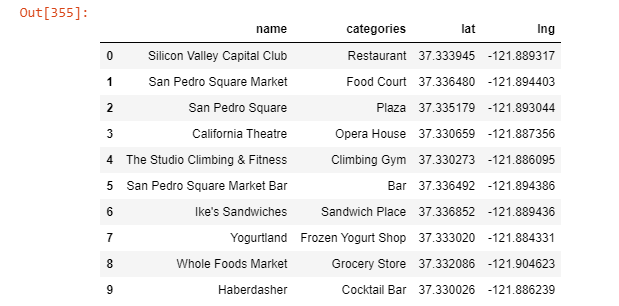 Out[355]:
name categories lat lng
0 Silicon Valley Capital Club Restaurant 37.333945 -121.889317
1 San Pedro Square Market Food Court 37.336480 -121.894403
2 San Pedro Square Plaza 37.335179 -121.893044
3 California Theatre Opera House 37.330659 -121.887356
4 The Studio Climbing & Fitness Climbing Gym 37.330273 -121.886095
5 San Pedro Square Market Bar Bar 37.336492 -121.894386
6 Ike's Sandwiches Sandwich Place 37.336852 -121.889436
7 Yogurtland Frozen Yogurt Shop 37.333020 -121.884331
8 Whole Foods Market Grocery Store 37.332086 -121.904623
9 Haberdasher Cocktail Bar 37.330026 -121.886239